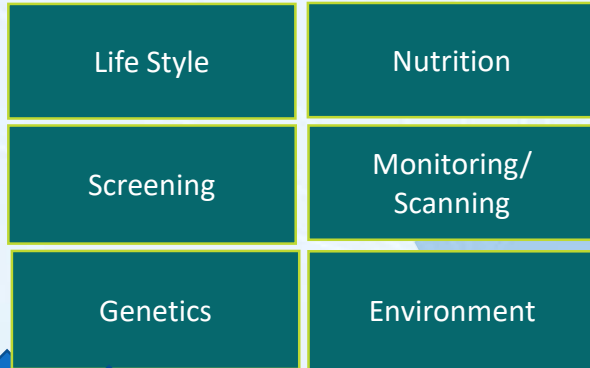 Life Style
Nutrition
Screening
Monitoring/
Scanning
Genetics
Environment